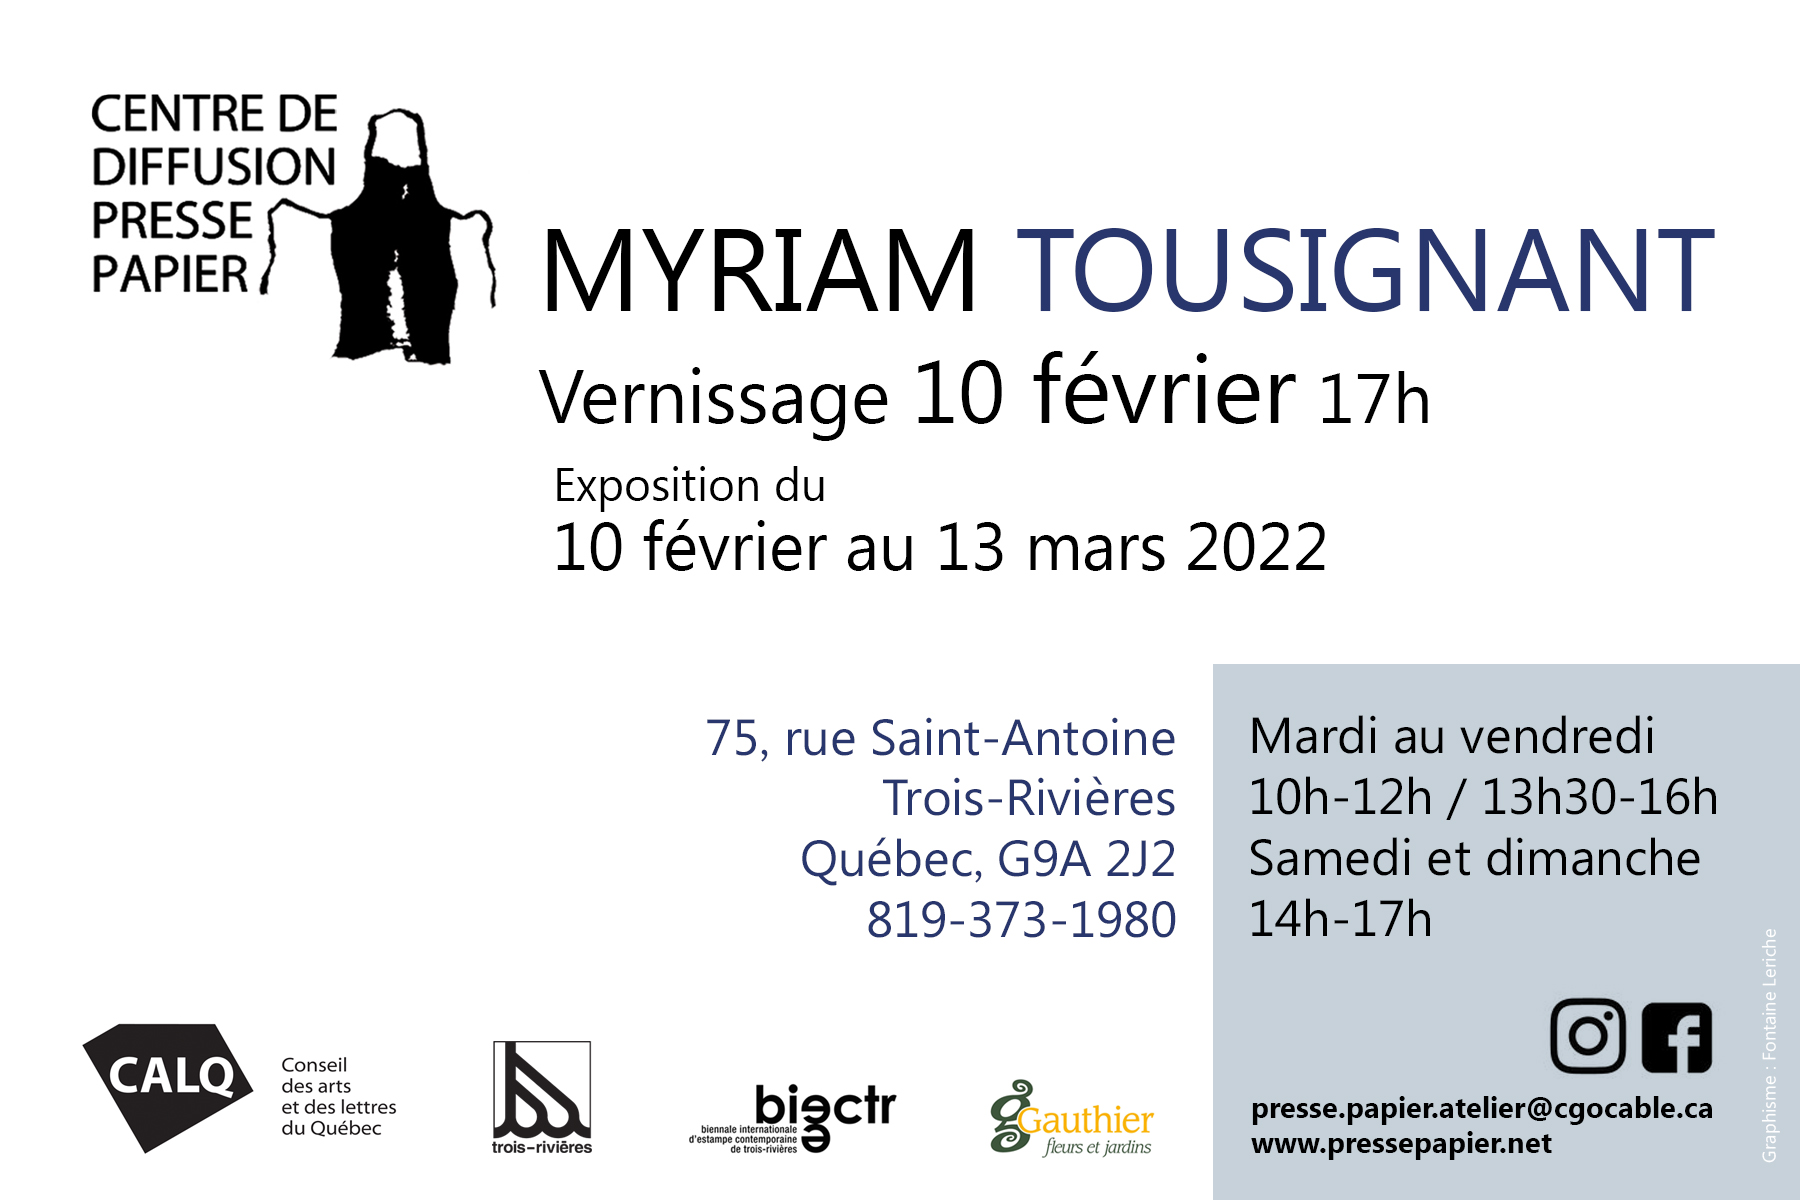 CENTRE DE
DIFFUSION
PRESSE
PAPIER
MYRIAM TOUSIGNANT
Vernissage 10 février 17h
Exposition du
10 février au 13 mars 2022
75, rue Saint-Antoine
Trois-Rivières
Québec, G9A 2J2
819-373-1980
Mardi au vendredi
10h-12h / 13h30-16h
Samedi et dimanche
14h-17h
presse.papier.atelier@cgocable.ca
www.pressepapier.net
Graphisme : Fontaine Leriche
CALQ
Conseil
des arts
et des lettres
du Québec
trois-rivières
biectr
biennale internationale
d'estampe contemporaine
de trois-rivières
Gauthier
fleurs et jardins